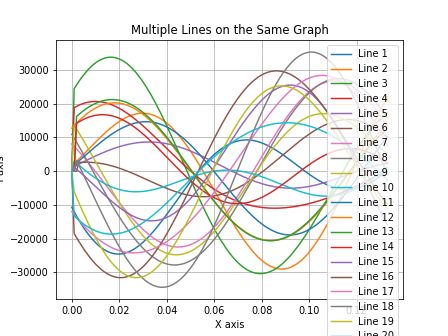 Multiple Lines on the Same Graph
30000
20000
10000
0
−10000
−20000
−30000
0.00 0.02 0.04 0.06 0.08 0.10
X axis
Line 1
Line 2
Line 3
Line 4
Line 5
Line 6
Line 7
Line 8
Line 9
Line 10
Line 11
Line 12
Line 13
Line 14
Line 15
Line 16
Line 17
Line 18
Line 19
Line 20